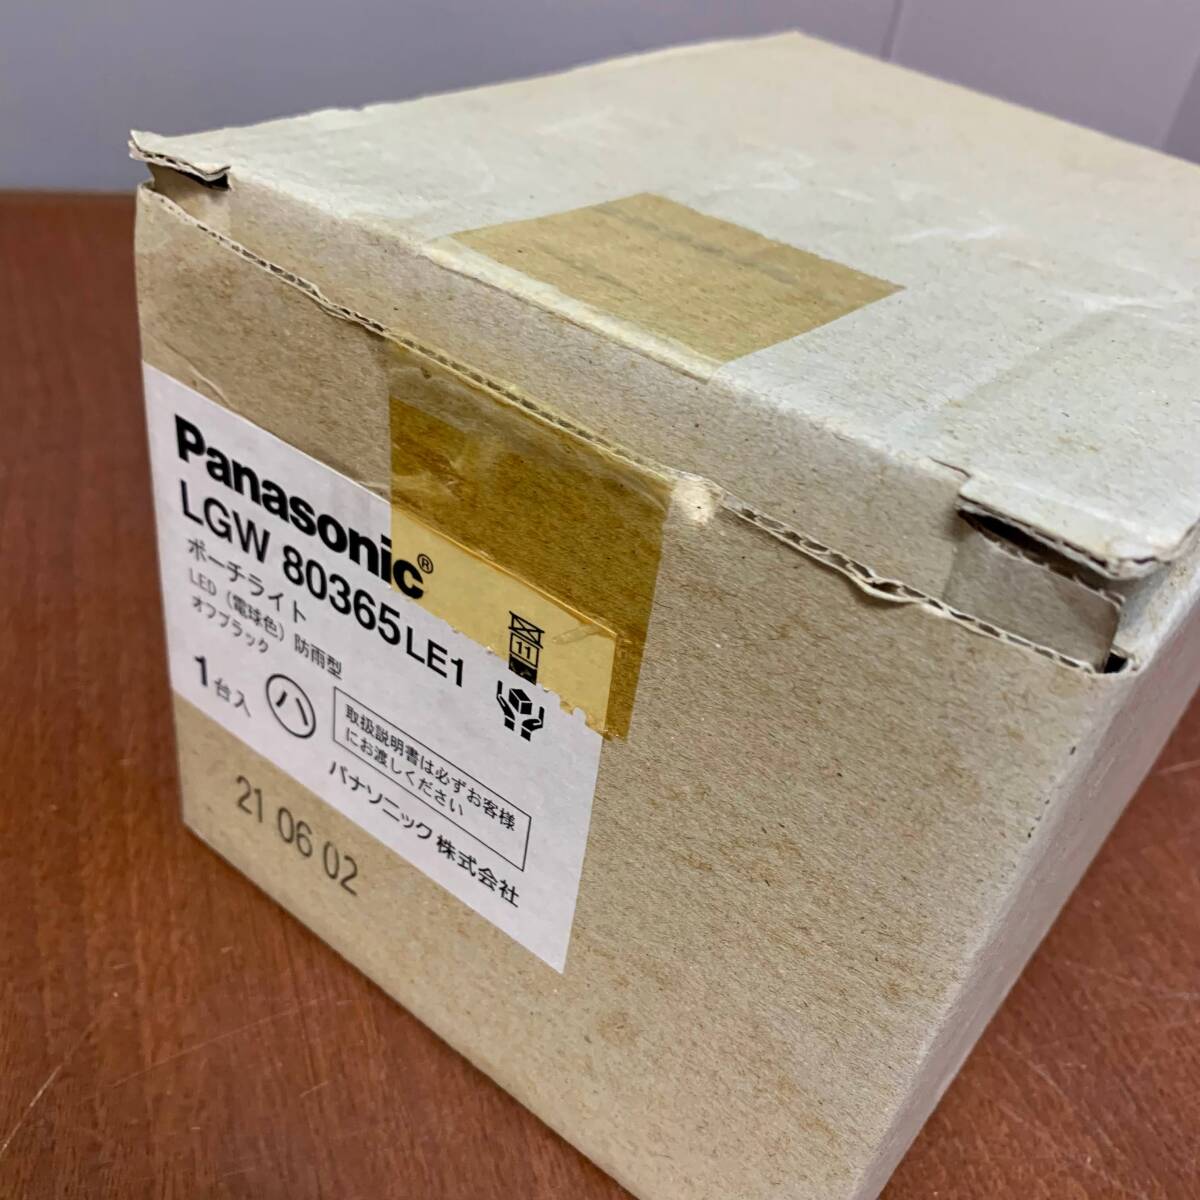 Panasonic®
LGW 80365 LE1
ポーチライト
LED（電球色）防雨型
オフブラック
11
1台入 ハ
取扱説明書は必ずお客様
にお渡しください
パナソニック株式会社
21 06 02